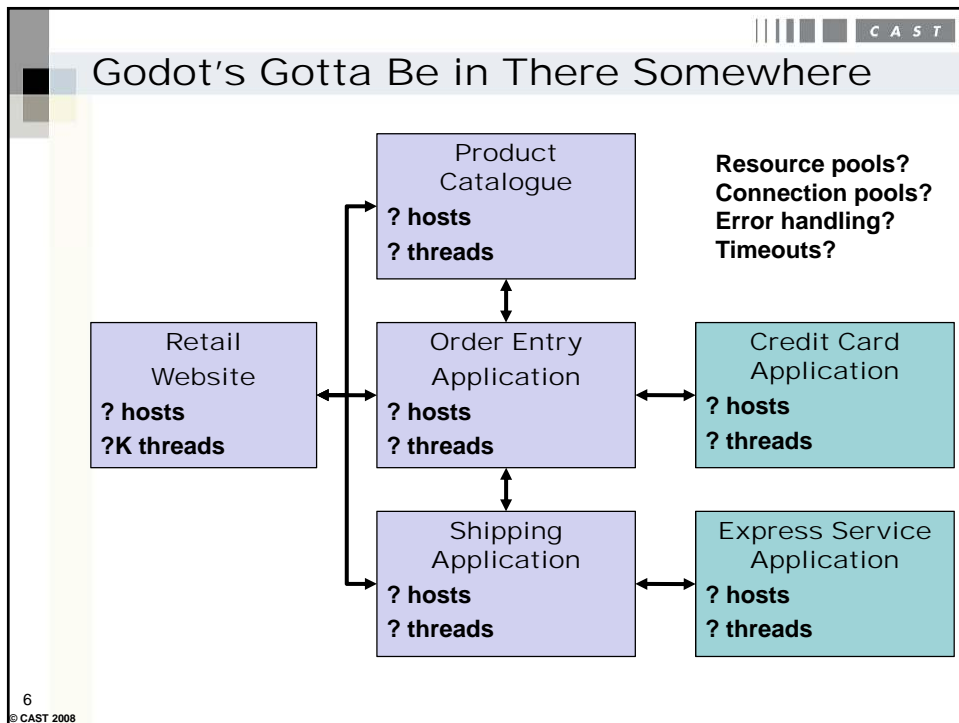 C A S T
Godot's Gotta Be in There Somewhere
Product
Catalogue
? hosts
? threads
Resource pools?
Connection pools?
Error handling?
Timeouts?
Retail
Website
? hosts
?K threads
Order Entry
Application
? hosts
? threads
Credit Card
Application
? hosts
? threads
Shipping
Application
? hosts
? threads
Express Service
Application
? hosts
? threads
6
© CAST 2008